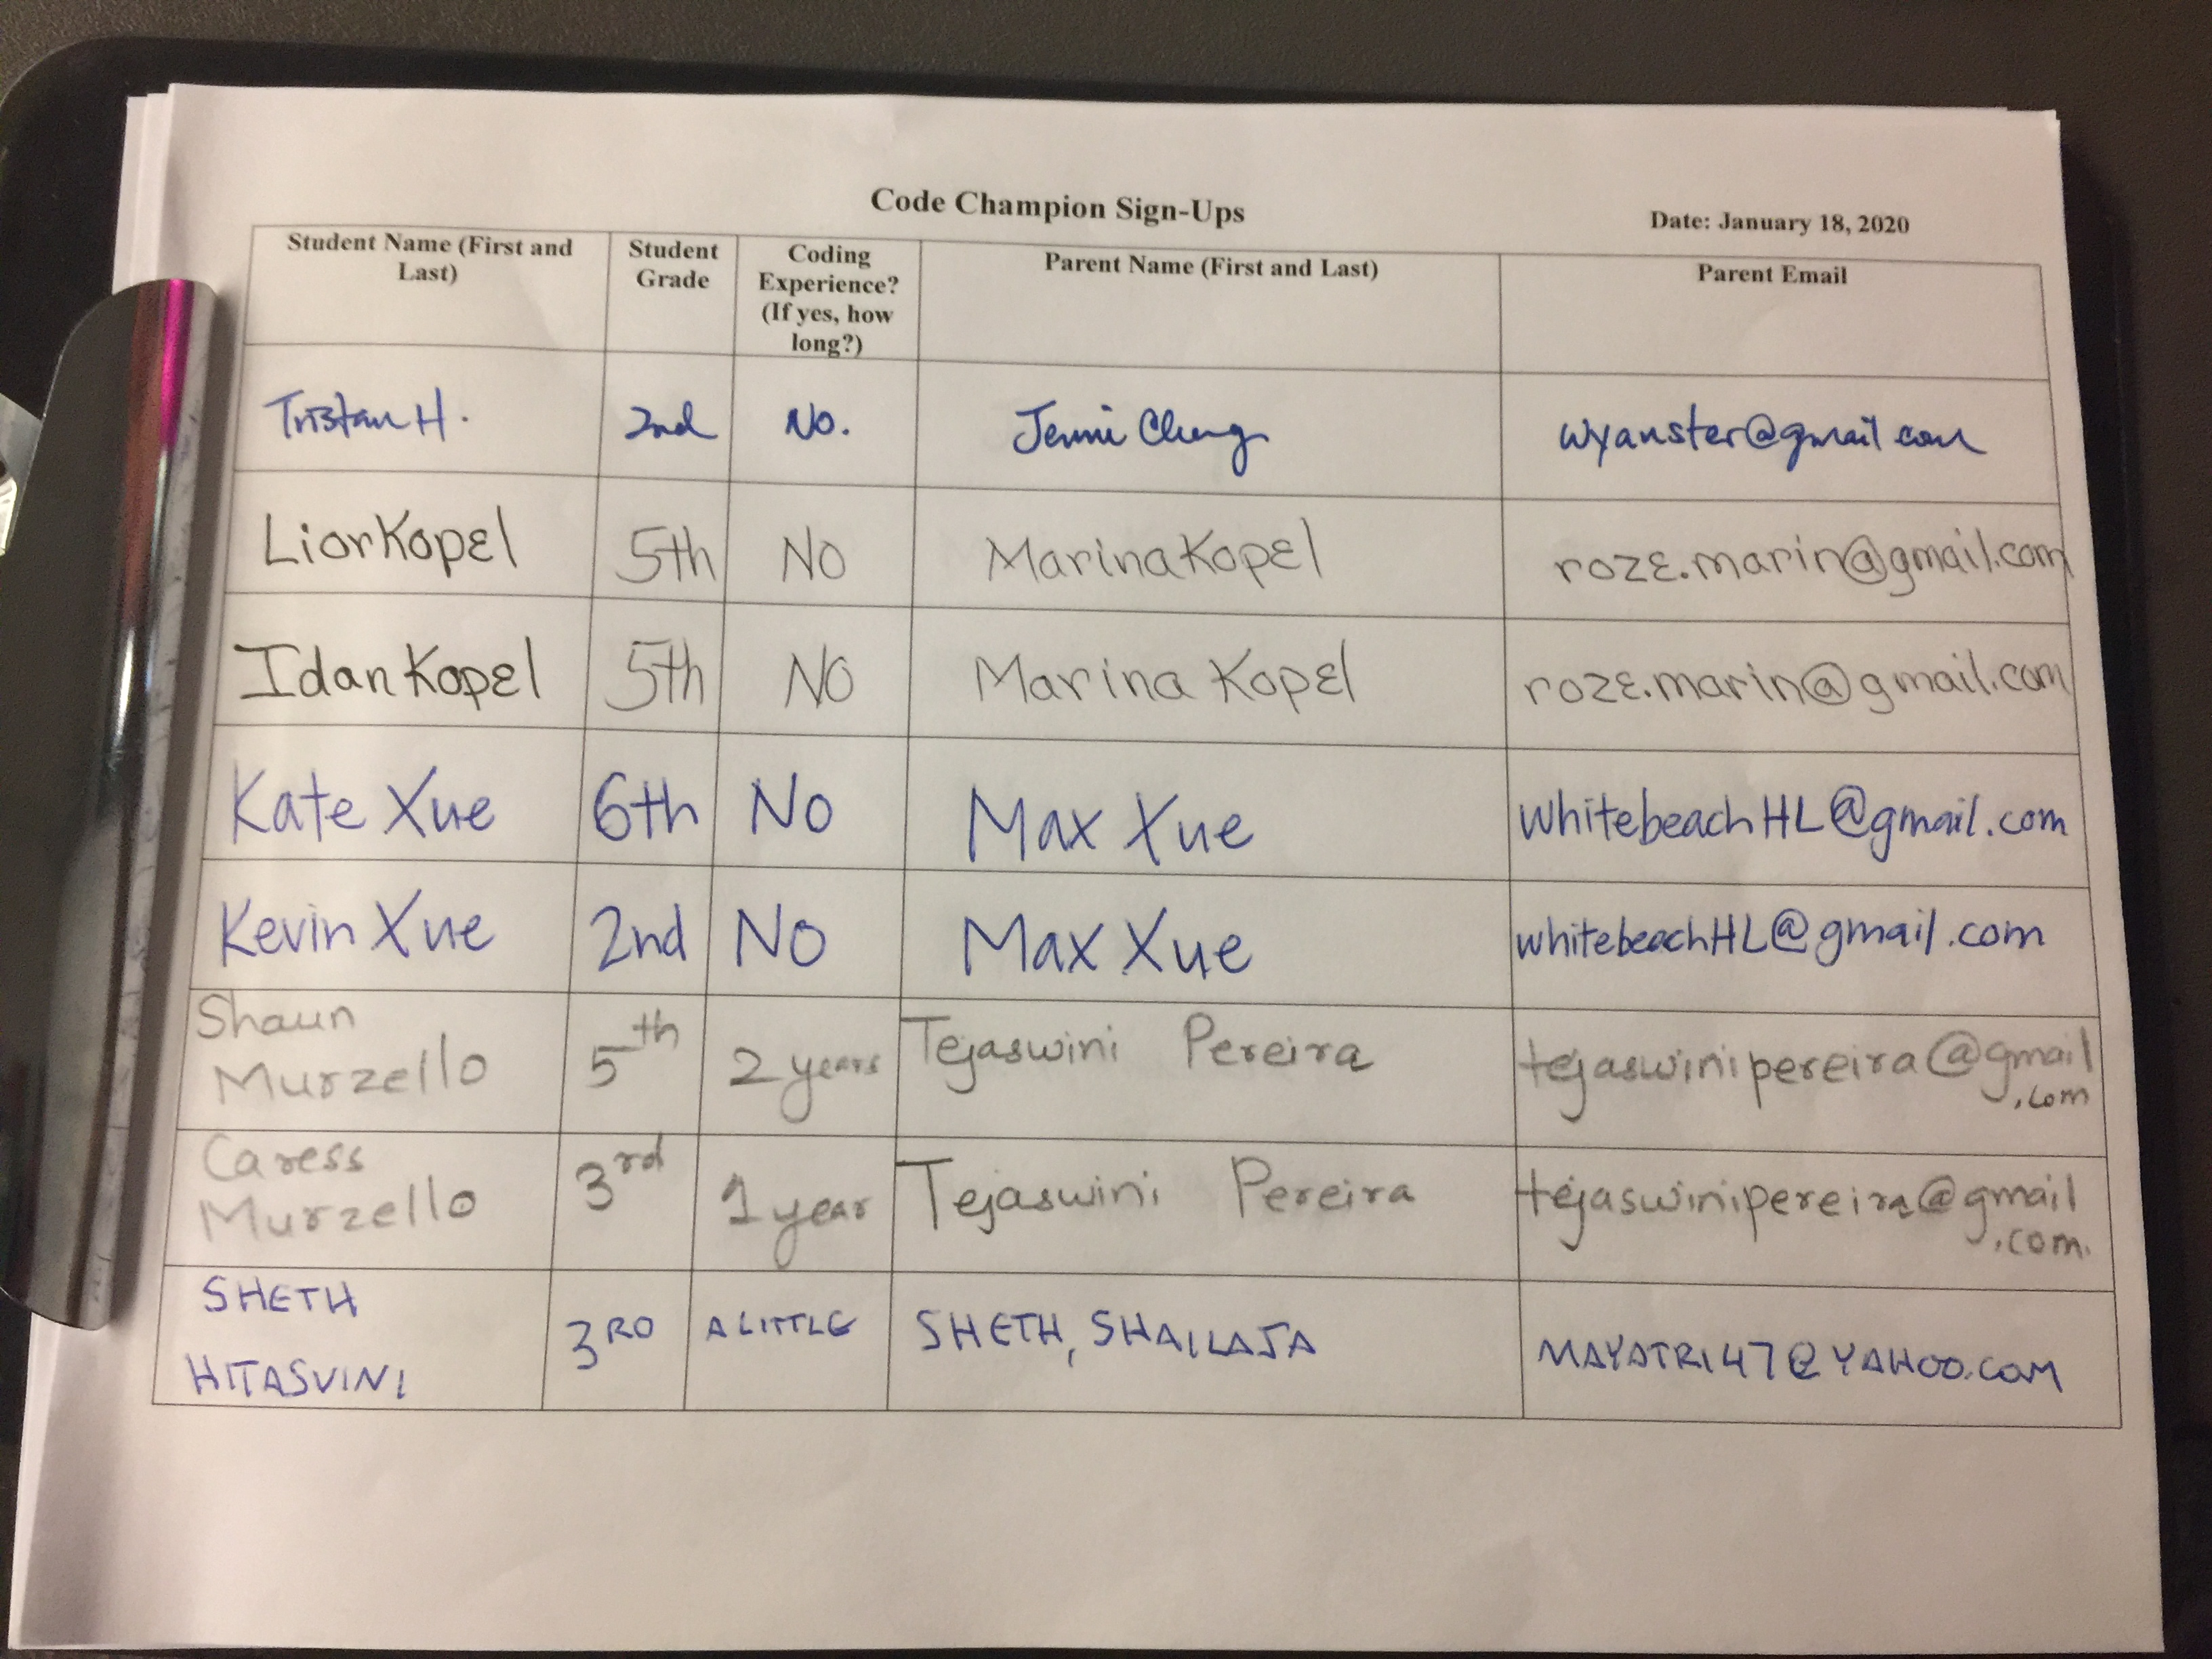 Code Champion Sign-Ups
Date: January 18, 2020
Student Name (First and
Last)
Student
Grade
Coding
Experience?
(If yes, how
long?)
Parent Name (First and Last)
Parent Email
Tristan H.
2nd
No.
wyanster@gmail.com
Lior Kopel
5th
No
Marina Kopel
roze.marin@gmail.com
Idan Kopel
5th
No
Marina Kopel
roze.marin@gmail.com
Kate Xue
6th
No
Max Xue
whitebeachHL@gmail.com
Kevin Xue
2nd
No
Max Xue
whitebeachHL@gmail.com
Shaun
Murzello
5th
2 years
Tejaswini Pereira
tejaswinipereira@gmail
.com
Caress
Murzello
3rd
1 year
Tejaswini Pereira
tejaswinipereira@gmail
.com.
SHETH
HITASVINI
3RD
A LITTLE
SHETH, SHAILAJA
MAYATRI47@YAHOO.COM